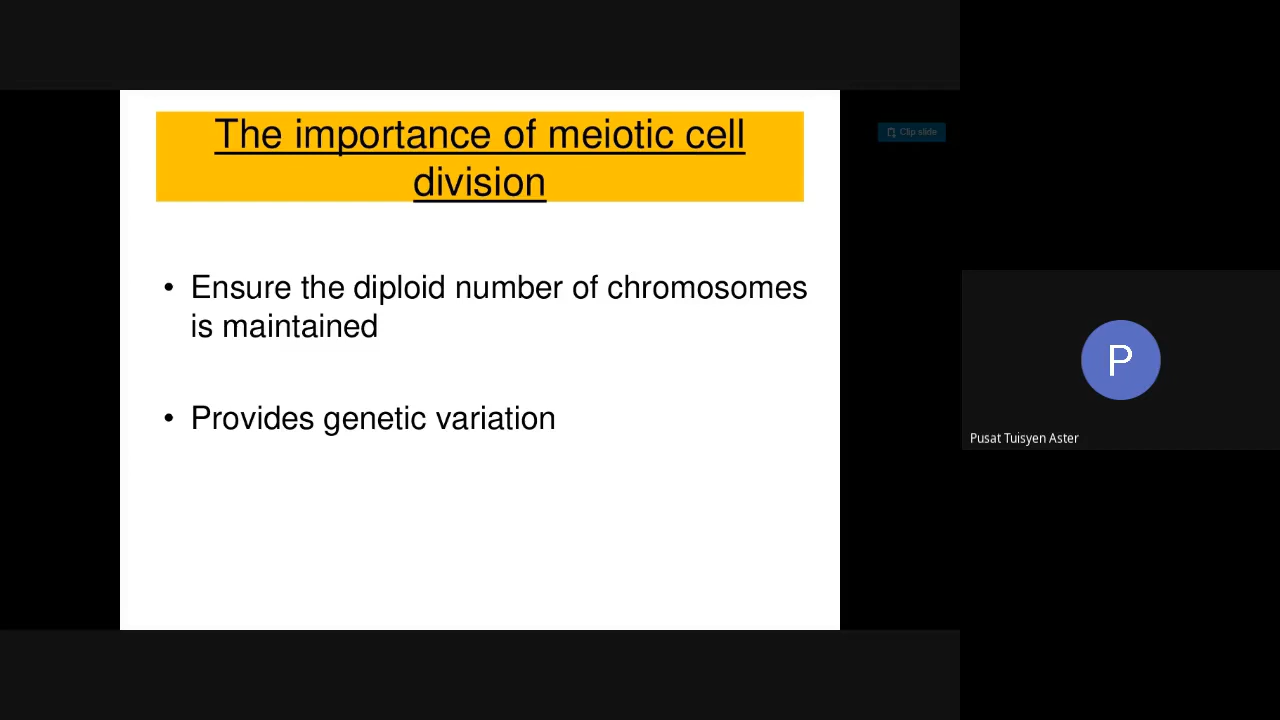 The importance of meiotic cell
division
Clip slide
• Ensure the diploid number of chromosomes
is maintained
• Provides genetic variation
P
Pusat Tuisyen Aster